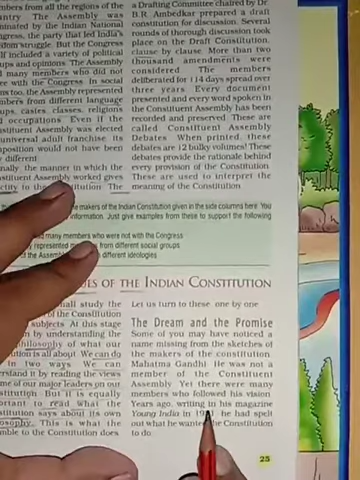 mbers from all the regions of the
ntry The Assembly was
minated by the Indian National
gress, the party that led India's
dom struggle. But the Congress
lf included a variety of political
ups and opinions. The Assembly
many members who did not
ee with the Congress. In social
ns too, the Assembly represented
mbers from different language
ups, castes, classes, religions
occupations. Even if the
stituent Assembly was elected
universal adult franchise, its
position would not have been
different
nally, the manner in which the
stituent Assembly worked gives
ctity to the Constitution. The
a Drafting Committee chaired by Dr.
B.R. Ambedkar prepared a draft
constitution for discussion. Several
rounds of thorough discussion took
place on the Draft Constitution,
clause by clause. More than two
thousand amendments were
considered The members
deliberated for 114 days spread over
three years. Every document
presented and every word spoken in
the Constituent Assembly has been
recorded and preserved These are
called Constituent Assembly
Debates When printed, these
debates are 12 bulky volumes! These
debates provide the rationale behind
every provision of the Constitution
These are used to interpret the
meaning of the Constitution
makers of the Indian Constitution given in the side columns here You
information. Just give examples from these to support the following
many members who were not with the Congress
represented from different social groups
of the Assem different ideologies
OF THE INDIAN CONSTITUTION
all study the
of the Constitution
subjects At this stage
by understanding the
philosophy of what our
tion is all about We can do
in two ways We can
rstand it by reading the views
me of our major leaders on our
stitution But it is equally
ortant to read what the
stitution says about its own
osophy. This is what the
mble to the Constitution does
Let us turn to these one by one
The Dream and the Promise
Some of you may have noticed a
name missing from the sketches of
the makers of the constitution
Mahatma Gandhi He was not a
member of the Constituent
Assembly Yet there were many
members who followed his vision
Years ago, writing in his magazine
Young India in he had spelt
out what he wanted the Constitution
to do
25